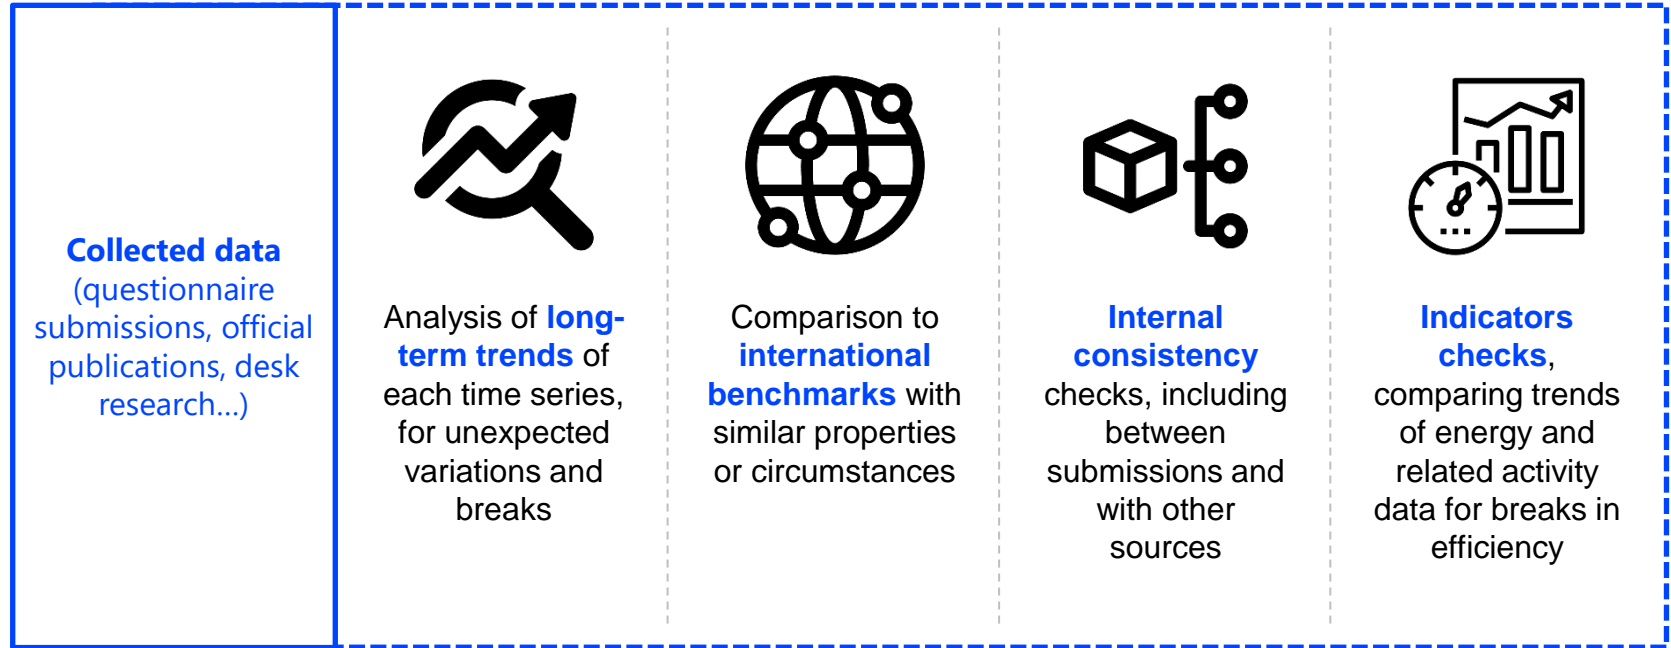 Collected data
(questionnaire
submissions, official
publications, desk
research...)
Analysis of long-
term trends of
each time series,
for unexpected
variations and
breaks
Comparison to
international
benchmarks with
similar properties
or circumstances
Internal
consistency
checks, including
between
submissions and
with other
sources
Indicators
checks,
comparing trends
of energy and
related activity
data for breaks in
efficiency